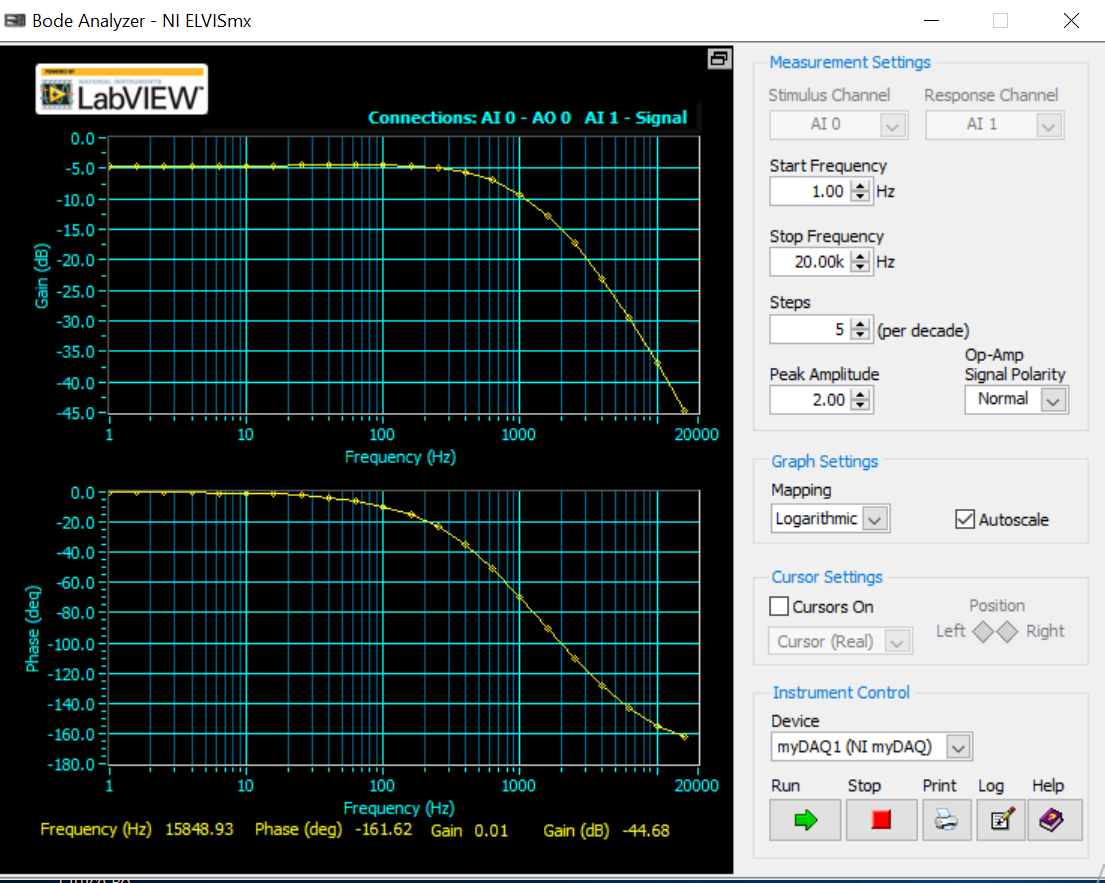 Bode Analyzer - NI ELVISmx
POWERED BY
NATIONAL INSTRUMENTS
LabVIEW
Connections: AI 0 - AO 0 AI 1 - Signal
0.0
-5.0
-10.0
-15.0
-20.0
-25.0
-30.0
-35.0
-40.0
-45.0
Gain (dB)
1 10 100 1000 20000
Frequency (Hz)
0.0
-20.0
-40.0
-60.0
-80.0
-100.0
-120.0
-140.0
-160.0
-180.0
Phase (deg)
1 10 100 1000 20000
Frequency (Hz)
Frequency (Hz) 15848.93 Phase (deg) -161.62 Gain 0.01 Gain (dB) -44.68
Measurement Settings
Stimulus Channel Response Channel
AI 0 AI 1
Start Frequency
1.00 Hz
Stop Frequency
20.00k Hz
Steps
5 (per decade)
Op-Amp
Peak Amplitude Signal Polarity
2.00 Normal
Graph Settings
Mapping
Logarithmic Autoscale
Cursor Settings
Cursors On Position
Cursor (Real) Left Right
Instrument Control
Device
myDAQ1 (NI myDAQ)
Run Stop Print Log Help